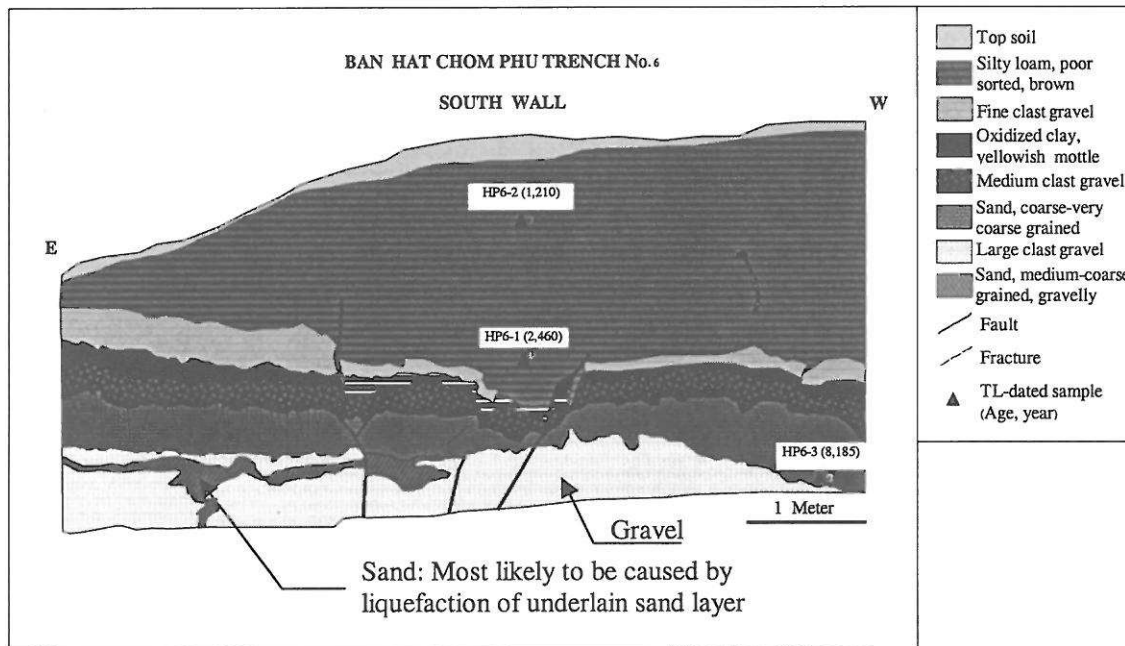 BAN HAT CHOM PHU TRENCH No.6
SOUTH WALL
W
E
HP6-2 (1,210)
HP6-1 (2,460)
HP6-3 (8,185)
1 Meter
Gravel
Sand: Most likely to be caused by
liquefaction of underlain sand layer
Top soil
Silty loam, poor
sorted, brown
Fine clast gravel
Oxidized clay,
yellowish mottle
Medium clast gravel
Sand, coarse-very
coarse grained
Large clast gravel
Sand, medium-coarse
grained, gravelly
Fault
Fracture
TL-dated sample
(Age, year)